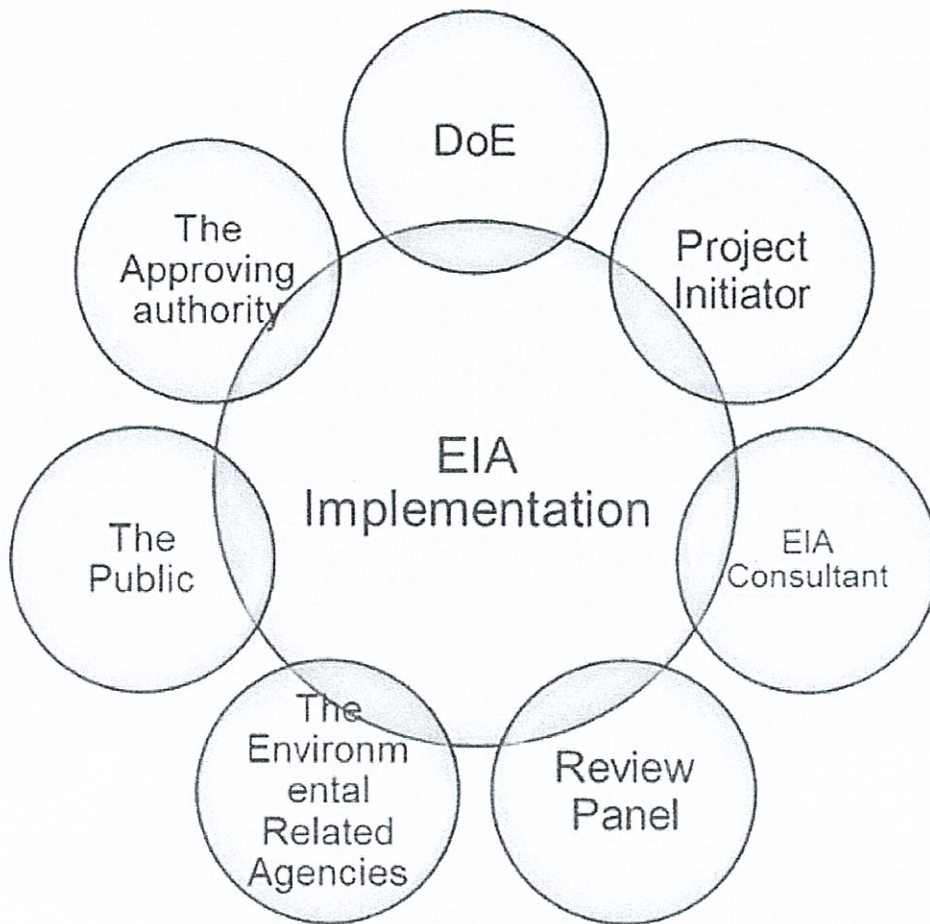 DoE
The
Approving
authority
Project
Initiator
EIA
Implementation
The
Public
EIA
Consultant
The
Environm
ental
Related
Agencies
Review
Panel